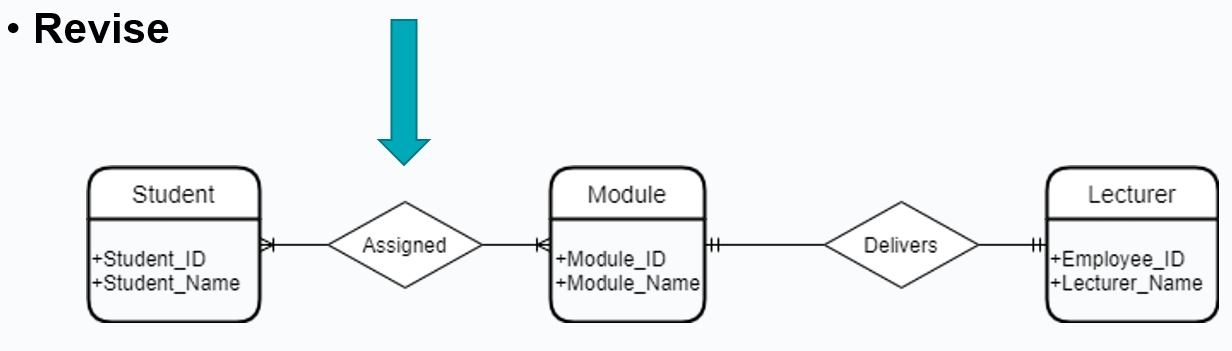 • Revise
Student
+Student_ID
+Student_Name
Assigned
Module
+Module_ID
+Module_Name
Delivers
Lecturer
+Employee_ID
+Lecturer_Name